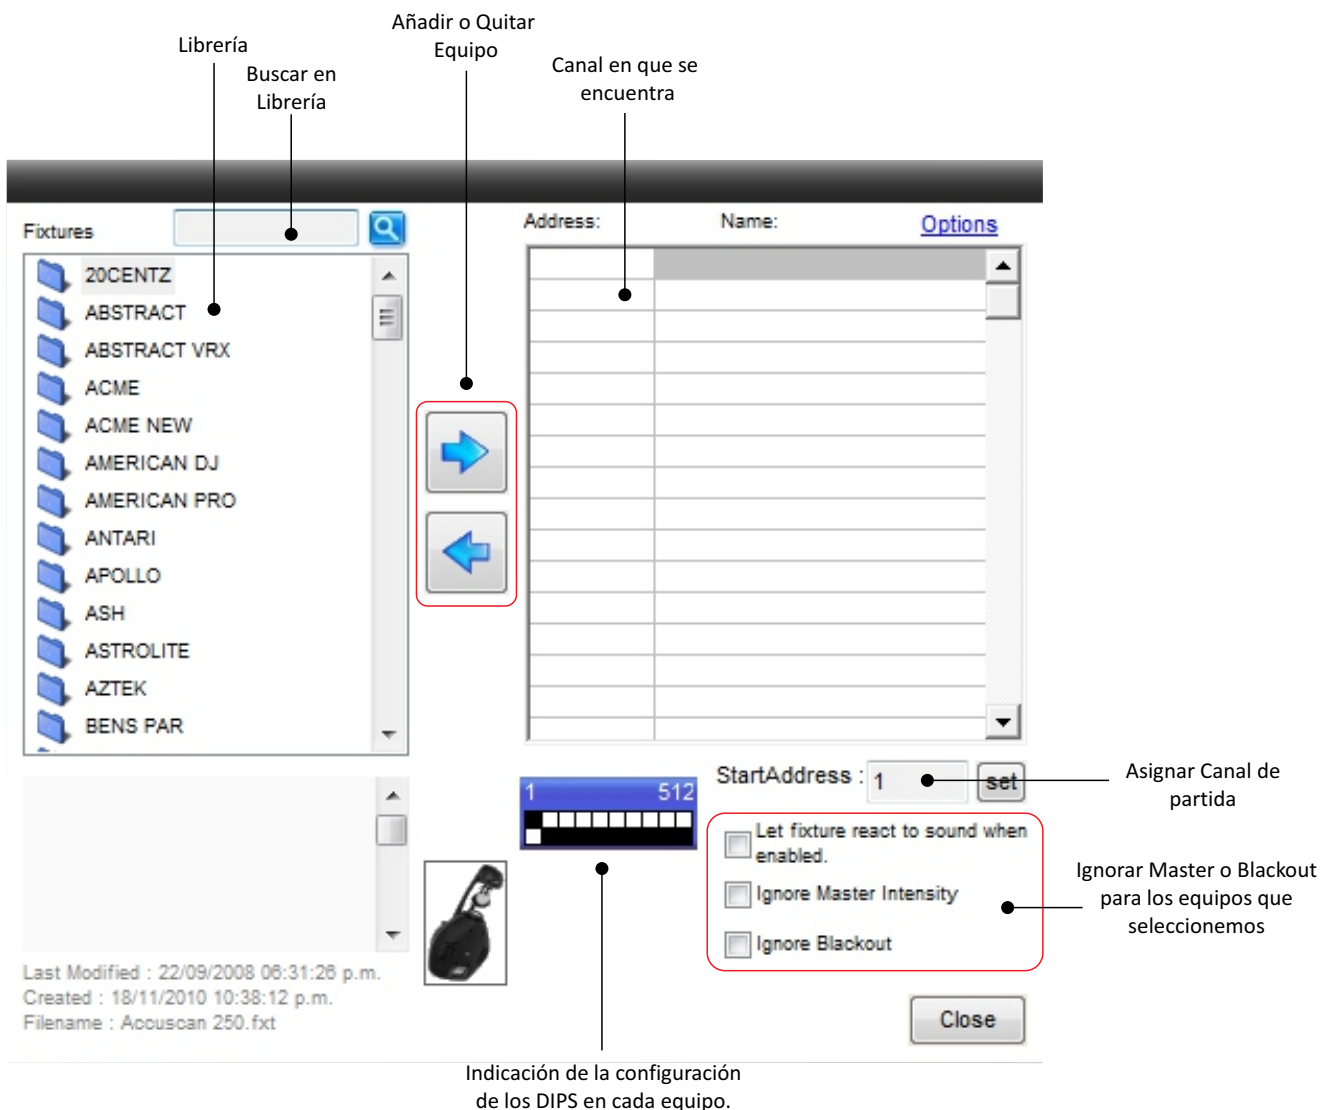 Añadir o Quitar
Equipo
Librería
Buscar en
Librería
Canal en que se
encuentra
Fixtures
Address:
Name:
Options
20CENTZ
ABSTRACT
ABSTRACT VRX
ACME
ACME NEW
AMERICAN DJ
AMERICAN PRO
ANTARI
APOLLO
ASH
ASTROLITE
AZTEK
BENS PAR
1 512
StartAddress : 1 set
Asignar Canal de
partida
Let fixture react to sound when
enabled.
Ignore Master Intensity
Ignore Blackout
Ignorar Master o Blackout
para los equipos que
seleccionemos
Last Modified : 22/09/2008 06:31:26 p.m.
Created : 18/11/2010 10:38:12 p.m.
Filename : Accuscan 250.fxt
Close
Indicación de la configuración
de los DIPS en cada equipo.